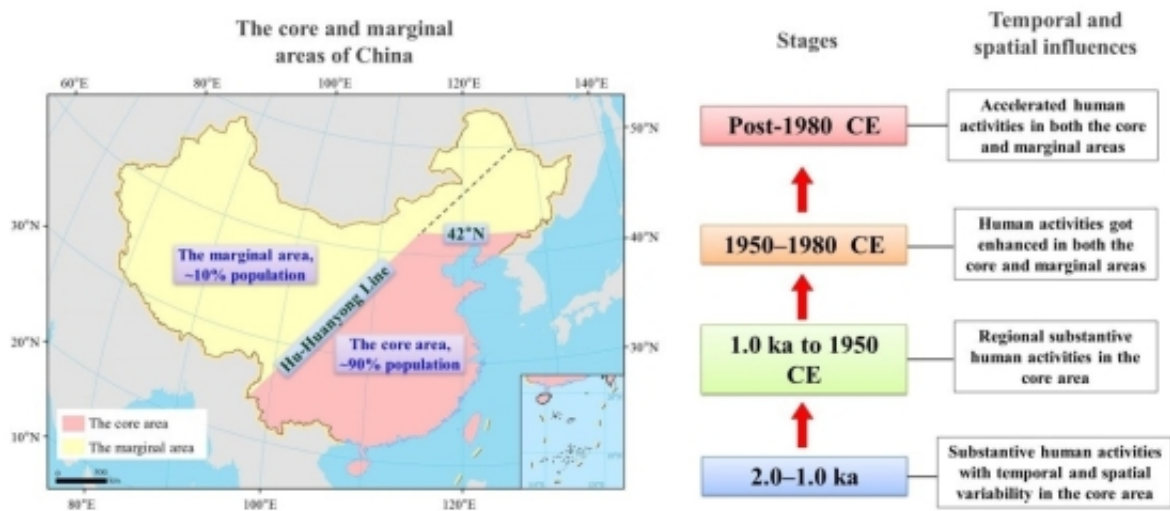 The core and marginal
areas of China
60°E
80°E
100°E
120°E
140°E
50°N
40°N
30°N
30°N
20°N
10°N
80°E
100°E
120°E
42°N
The marginal area,
~10% population
Hu-Huanyong Line
The core area,
~90% population
The core area
The marginal area
0
Stages
Post-1980 CE
1950–1980 CE
1.0 ka to 1950
CE
2.0–1.0 ka
Temporal and
spatial influences
Accelerated human
activities in both the core
and marginal areas
Human activities got
enhanced in both the
core and marginal areas
Regional substantive
human activities in the
core area
Substantive human activities
with temporal and spatial
variability in the core area